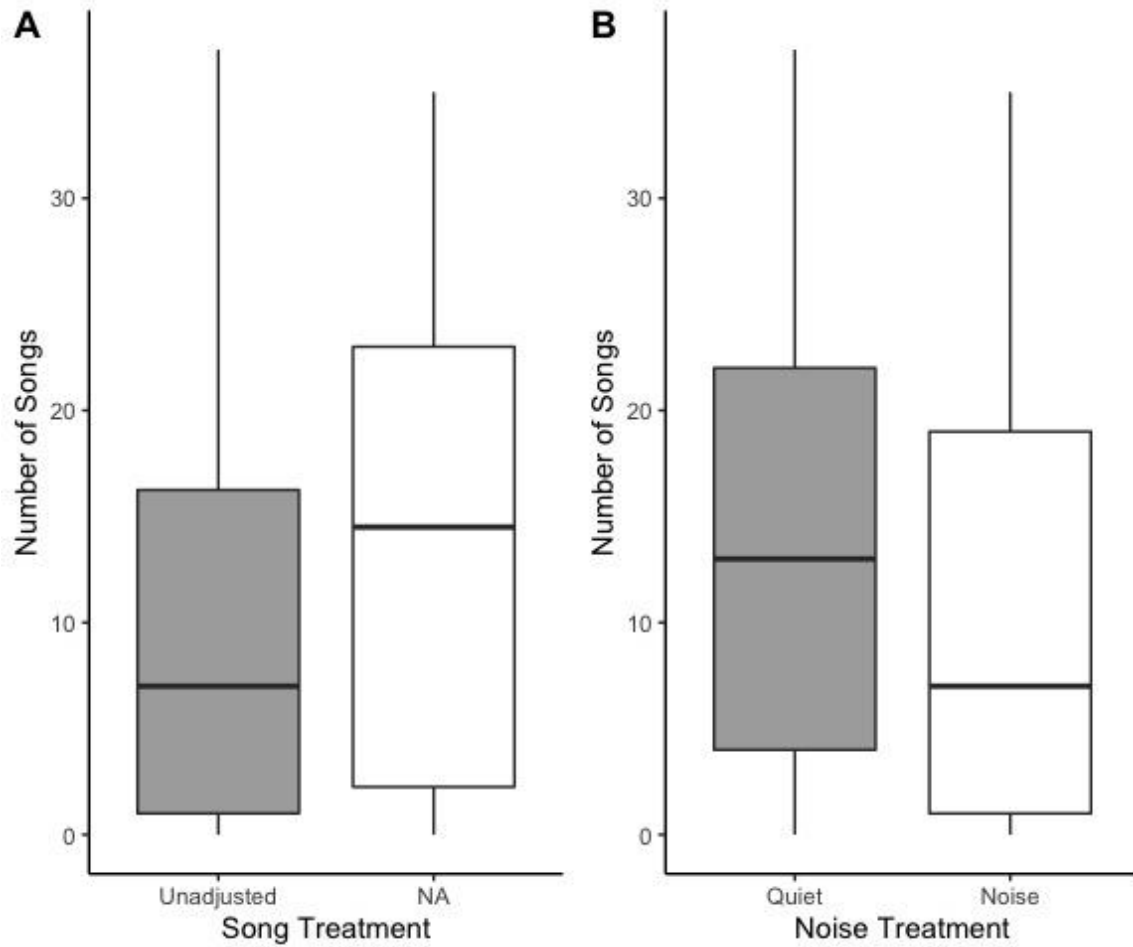 A
Number of Songs
30
20
10
0
Unadjusted
NA
Song Treatment
B
Number of Songs
30
20
10
0
Quiet
Noise
Noise Treatment